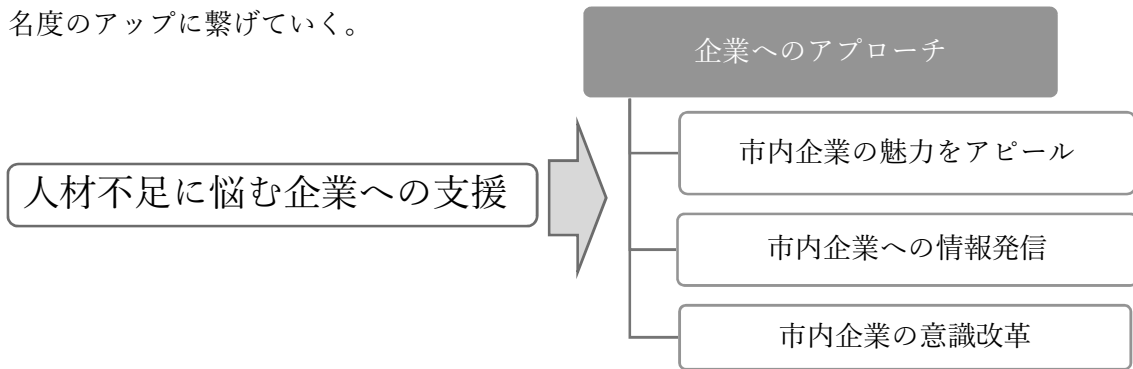 名度のアップに繋げていく。
企業へのアプローチ
市内企業の魅力をアピール
人材不足に悩む企業への支援
市内企業への情報発信
市内企業の意識改革